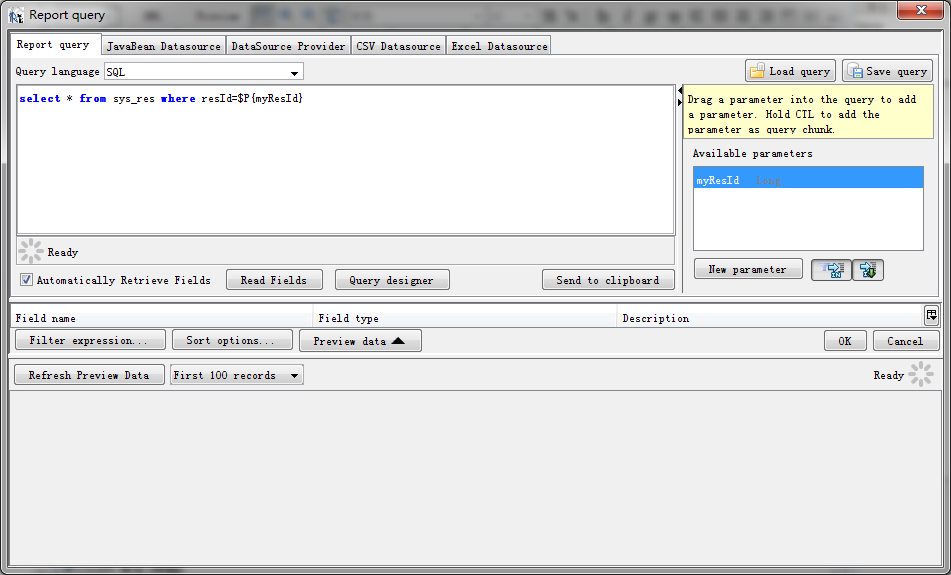 Report query
Report query JavaBean Datasource DataSource Provider CSV Datasource Excel Datasource
Query language SQL Load query Save query
select * from sys_res where resId=$P{myResId}
Drag a parameter into the query to add
a parameter. Hold CTL to add the
parameter as query chunk.
Available parameters
myResId Long
Ready
New parameter
Automatically Retrieve Fields Read Fields Query designer Send to clipboard
Field name Field type Description
Filter expression... Sort options... Preview data OK Cancel
Refresh Preview Data First 100 records Ready